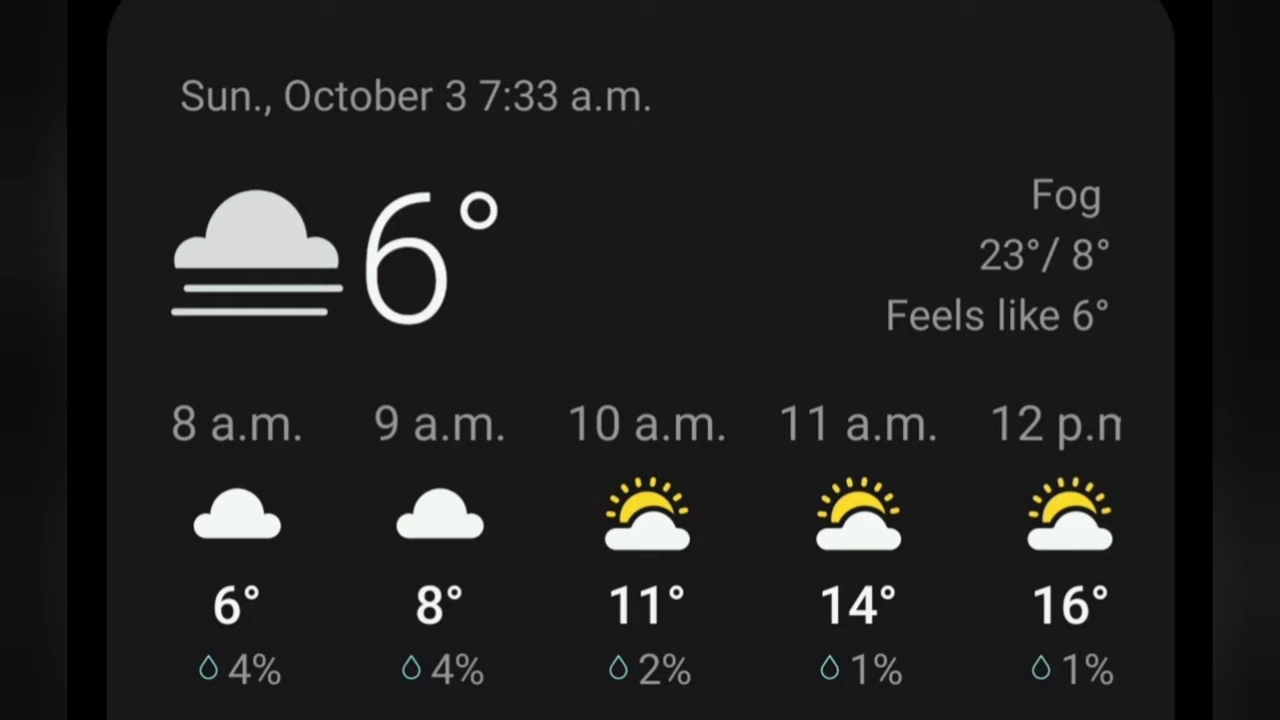 Sun., October 3 7:33 a.m.
6°
Fog
23°/ 8°
Feels like 6°
8 a.m. 9 a.m. 10 a.m. 11 a.m. 12 p.m
6° 8° 11° 14° 16°
4% 4% 2% 1% 1%